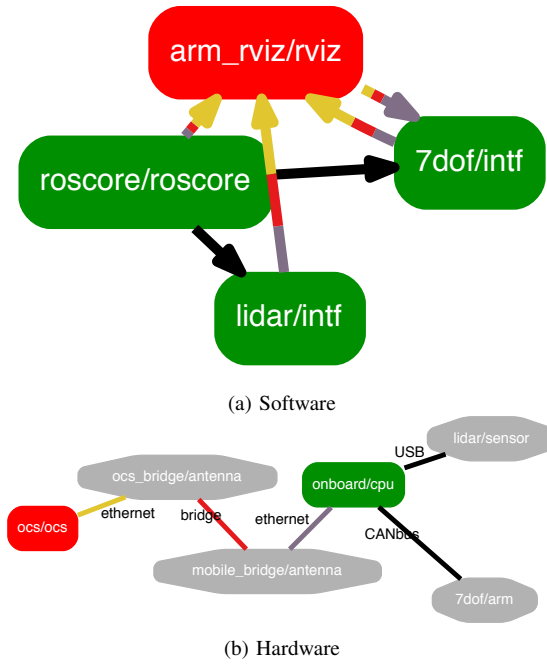 arm_rviz/rviz
roscore/roscore
7dof/intf
lidar/intf
(a) Software
USB
lidar/sensor
ocs_bridge/antenna
onboard/cpu
ocs/ocs
ethernet
bridge
ethernet
CANbus
mobile_bridge/antenna
7dof/arm
(b) Hardware